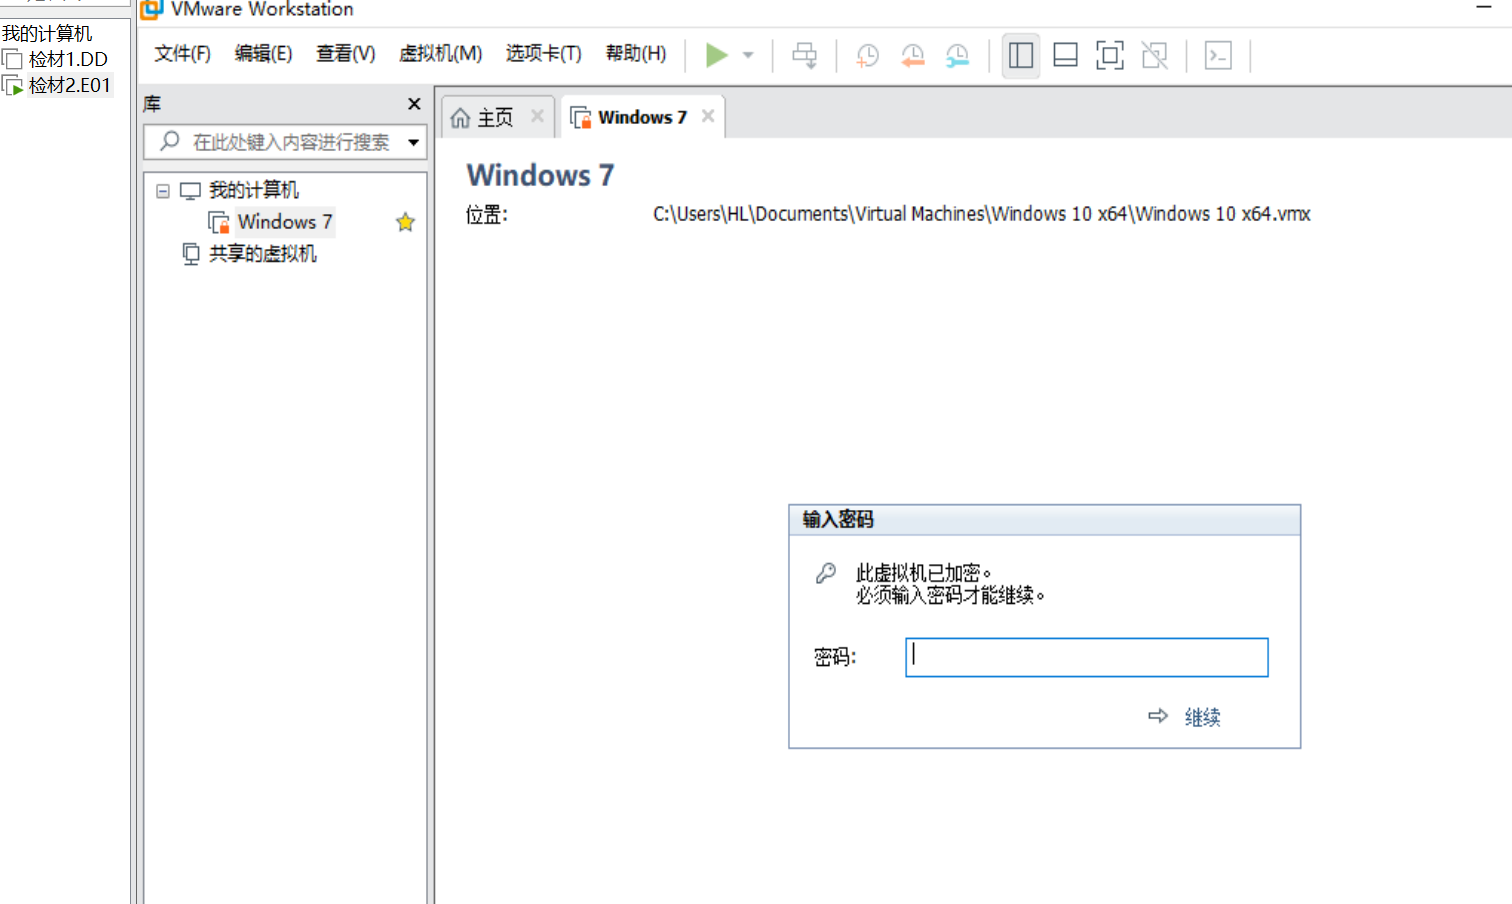 我的计算机
检材1.DD
检材2.E01
VMware Workstation
文件(F) 编辑(E) 查看(V) 虚拟机(M) 选项卡(T) 帮助(H)
库
在此处键入内容进行搜索
我的计算机
Windows 7
共享的虚拟机
主页
Windows 7
Windows 7
位置: C:\Users\HL\Documents\Virtual Machines\Windows 10 x64\Windows 10 x64.vmx
输入密码
此虚拟机已加密。
必须输入密码才能继续。
密码:
继续